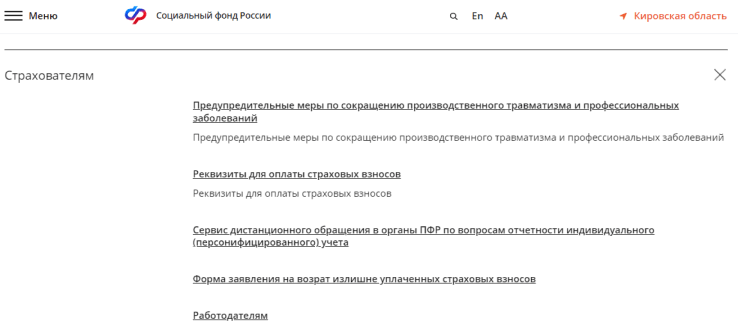 Меню
Социальный фонд России
En
АА
Кировская область
Страхователям
Предупредительные меры по сокращению производственного травматизма и профессиональных
заболеваний
Предупредительные меры по сокращению производственного травматизма и профессиональных заболеваний
Реквизиты для оплаты страховых взносов
Реквизиты для оплаты страховых взносов
Сервис дистанционного обращения в органы ПФР по вопросам отчетности индивидуального
(персонифицированного) учета
Форма заявления на возрат излишне уплаченных страховых взносов
Работодателям